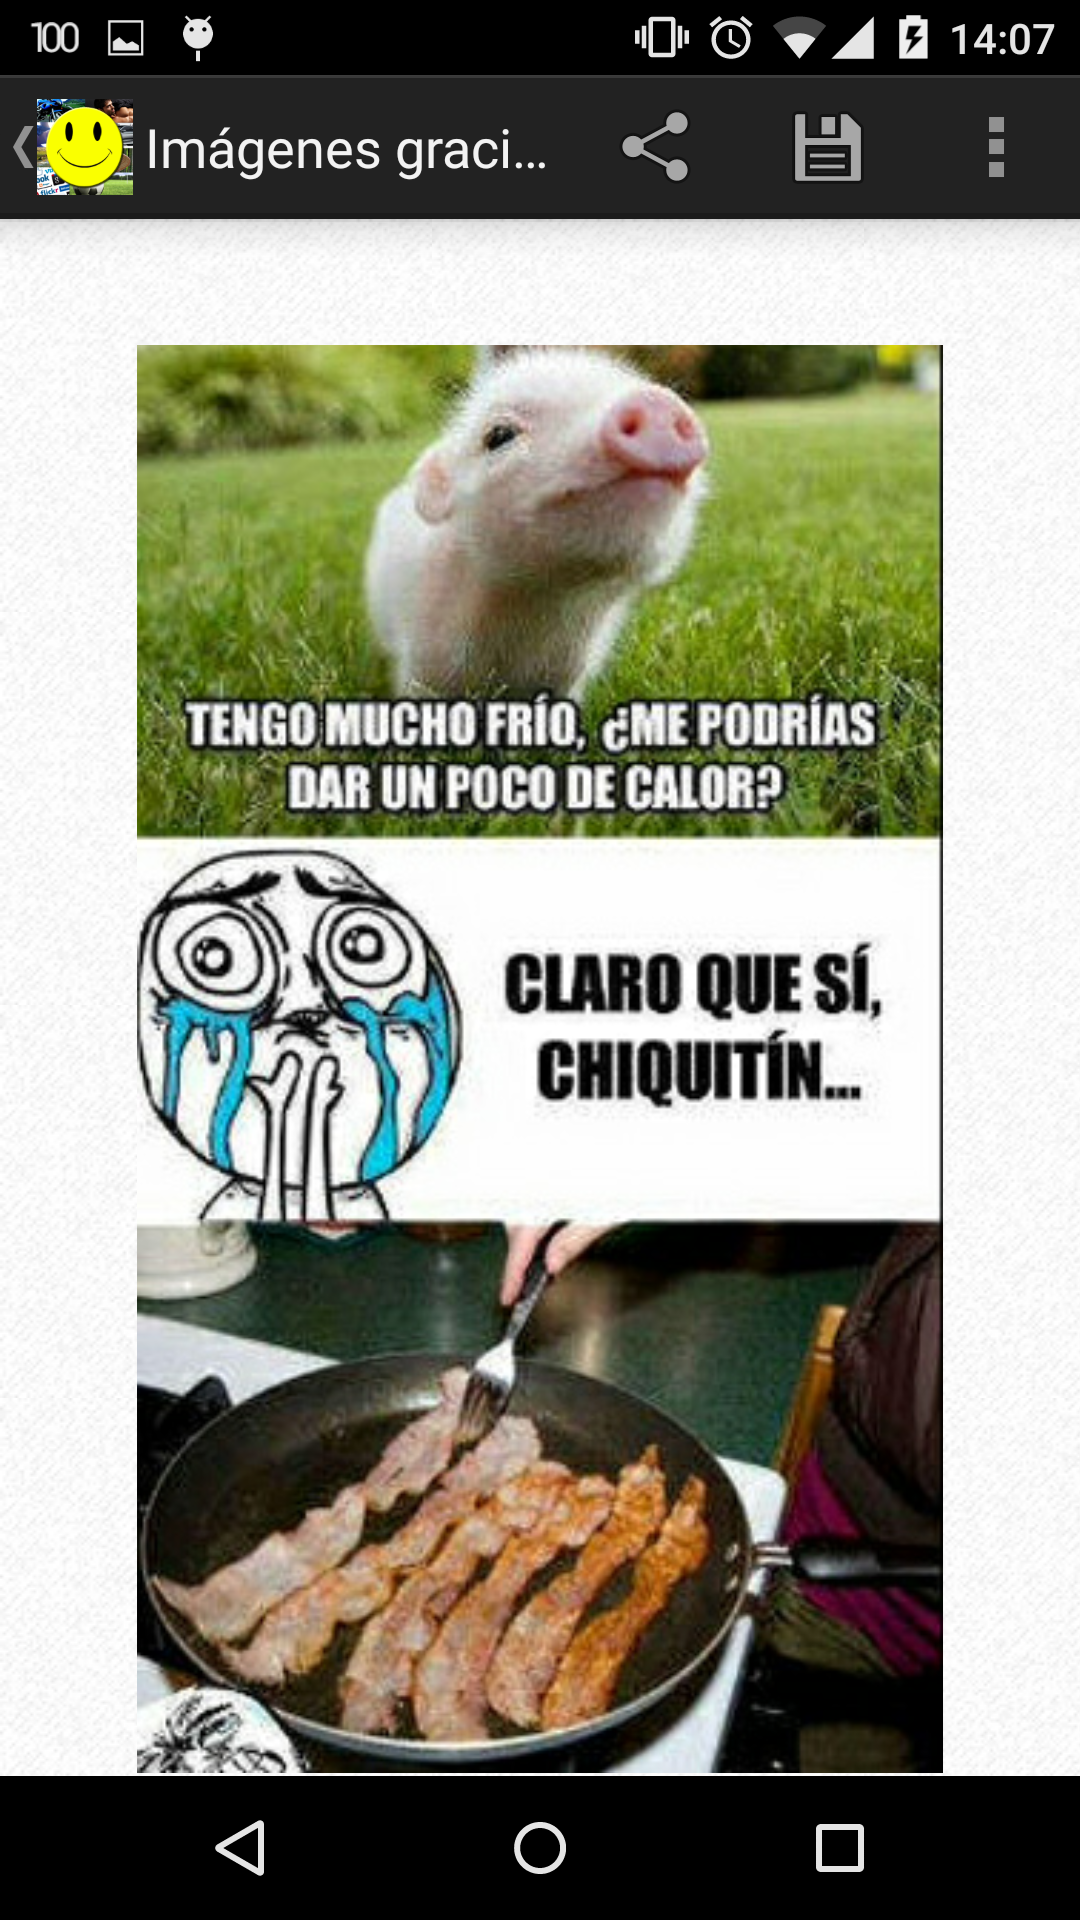 100
14:07
Imágenes graci...
TENGO MUCHO FRÍO, ¿ME PODRÍAS
DAR UN POCO DE CALOR?
CLARO QUE SÍ,
CHIQUITÍN...